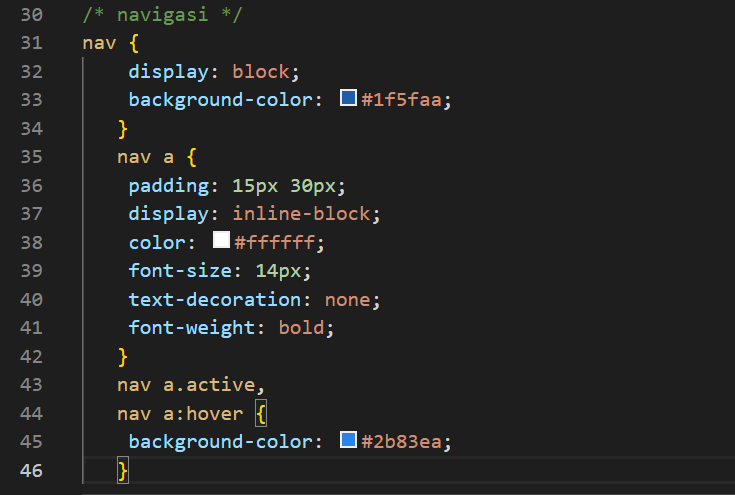 30 /* navigasi */
31 nav {
32 display: block;
33 background-color: #1f5faa;
34 }
35 nav a {
36 padding: 15px 30px;
37 display: inline-block;
38 color: #ffffff;
39 font-size: 14px;
40 text-decoration: none;
41 font-weight: bold;
42 }
43 nav a.active,
44 nav a:hover {
45 background-color: #2b83ea;
46 }